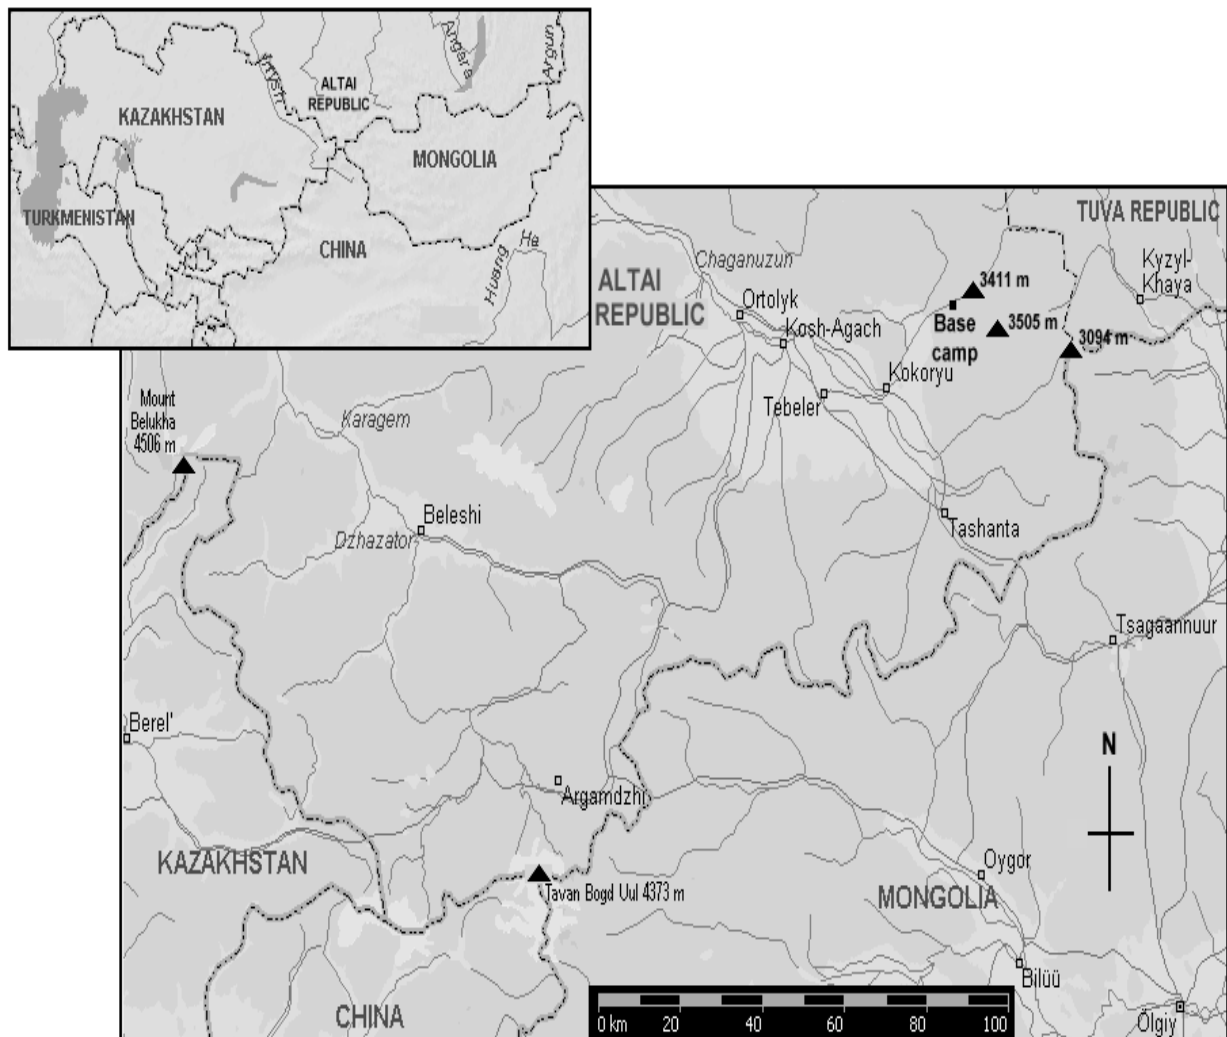 KAZAKHSTAN
Irtysh
ALTAI
REPUBLIC
Angara
Argun
MONGOLIA
TURKMENISTAN
CHINA
Huang
He
TUVA REPUBLIC
Chaganuzun
Kyzyl-
Khaya
ALTAI
REPUBLIC
Ortolyk
3411 m
Base
camp
3505 m
Kosh-Agach
3094 m
Kokoryu
Tebeler
Mount
Belukha
4506 m
Karagem
Beleshi
Dzhazator
Tashanta
Tsagaannuur
Berel'
N
Argamdzhi
KAZAKHSTAN
Tavan Bogd Uul 4373 m
Oygor
MONGOLIA
Bilüü
CHINA
0 km
20
40
60
80
100
Ölgiy